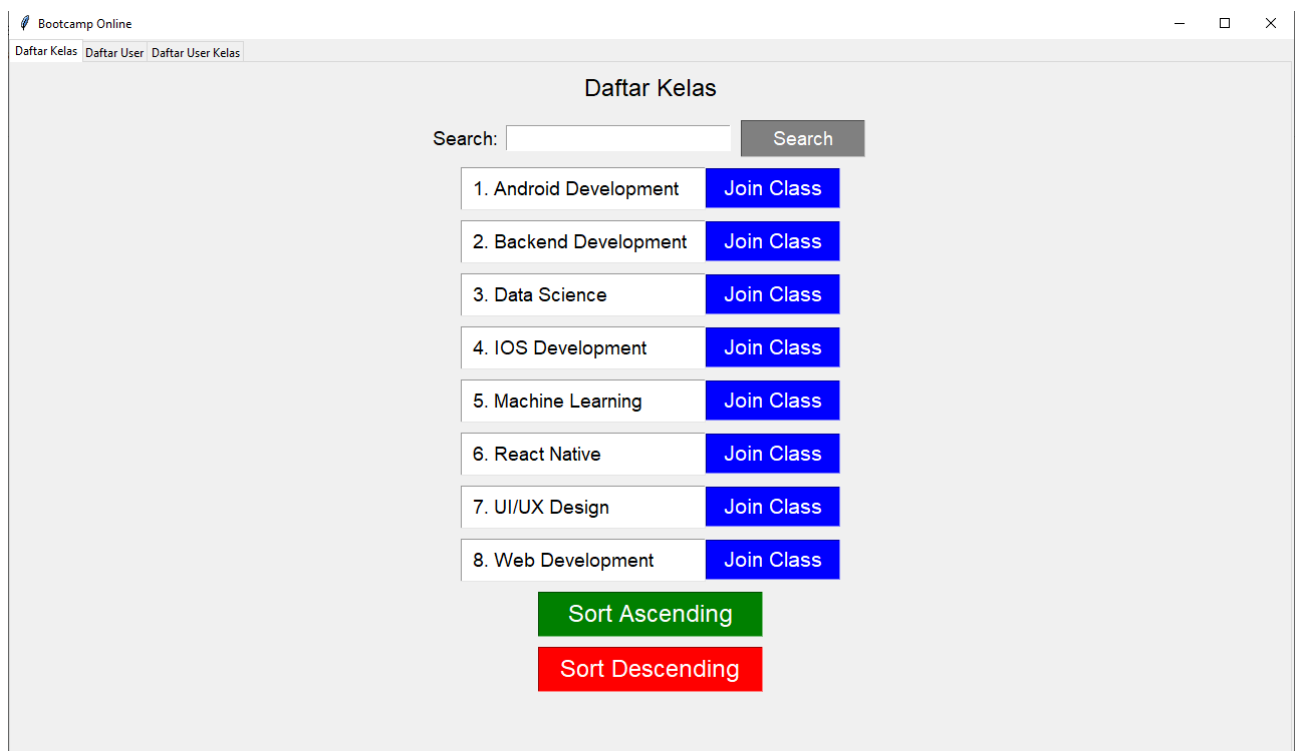 Bootcamp Online
Daftar Kelas Daftar User Daftar User Kelas
Daftar Kelas
Search: Search
1. Android Development Join Class
2. Backend Development Join Class
3. Data Science Join Class
4. IOS Development Join Class
5. Machine Learning Join Class
6. React Native Join Class
7. UI/UX Design Join Class
8. Web Development Join Class
Sort Ascending
Sort Descending